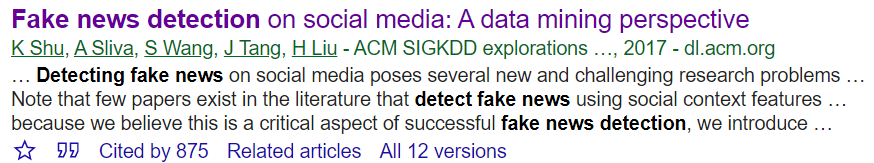 Fake news detection on social media: A data mining perspective
K Shu, A Sliva, S Wang, J Tang, H Liu - ACM SIGKDD explorations …, 2017 - dl.acm.org
… Detecting fake news on social media poses several new and challenging research problems …
Note that few papers exist in the literature that detect fake news using social context features …
because we believe this is a critical aspect of successful fake news detection, we introduce …
Cited by 875 Related articles All 12 versions